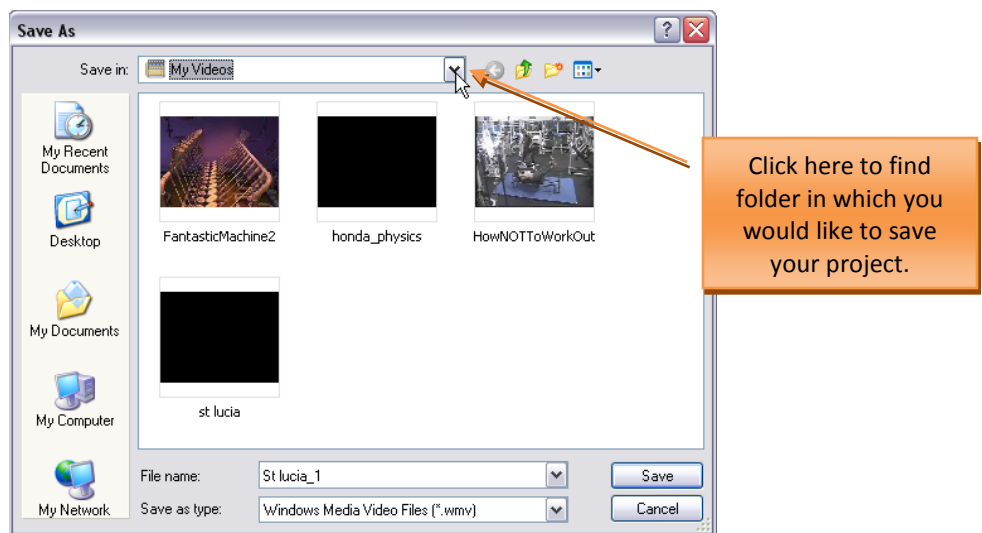 Save As
Save in:
My Videos
My Recent
Documents
Desktop
My Documents
My Computer
My Network
FantasticMachine2
honda_physics
HowNOTToWorkOut
st lucia
File name:
St lucia_1
Save
Save as type:
Windows Media Video Files (*.wmv)
Cancel
Click here to find
folder in which you
would like to save
your project.